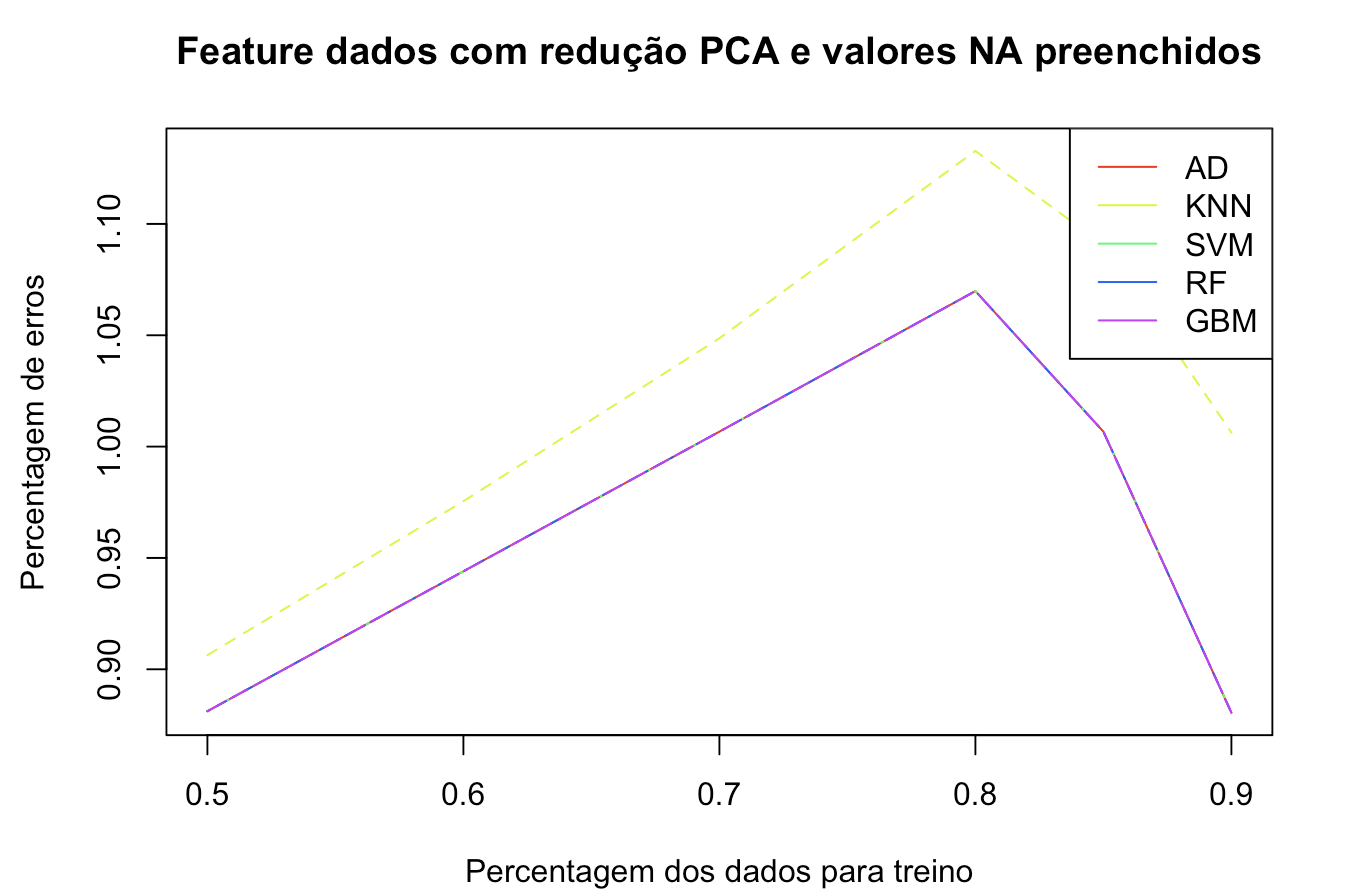 Feature dados com redução PCA e valores NA preenchidos
AD
KNN
SVM
RF
GBM
Percentagem de erros
1.10
1.05
1.00
0.95
0.90
0.5 0.6 0.7 0.8 0.9
Percentagem dos dados para treino